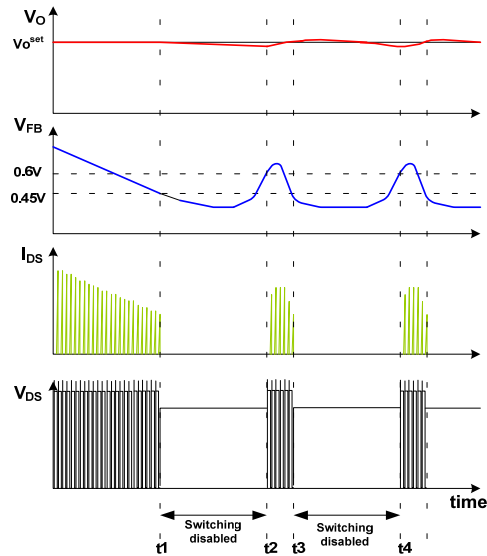 VO
Voset
VFB
0.6V
0.45V
IDS
VDS
time
Switching disabled
Switching disabled
t1 t2 t3 t4